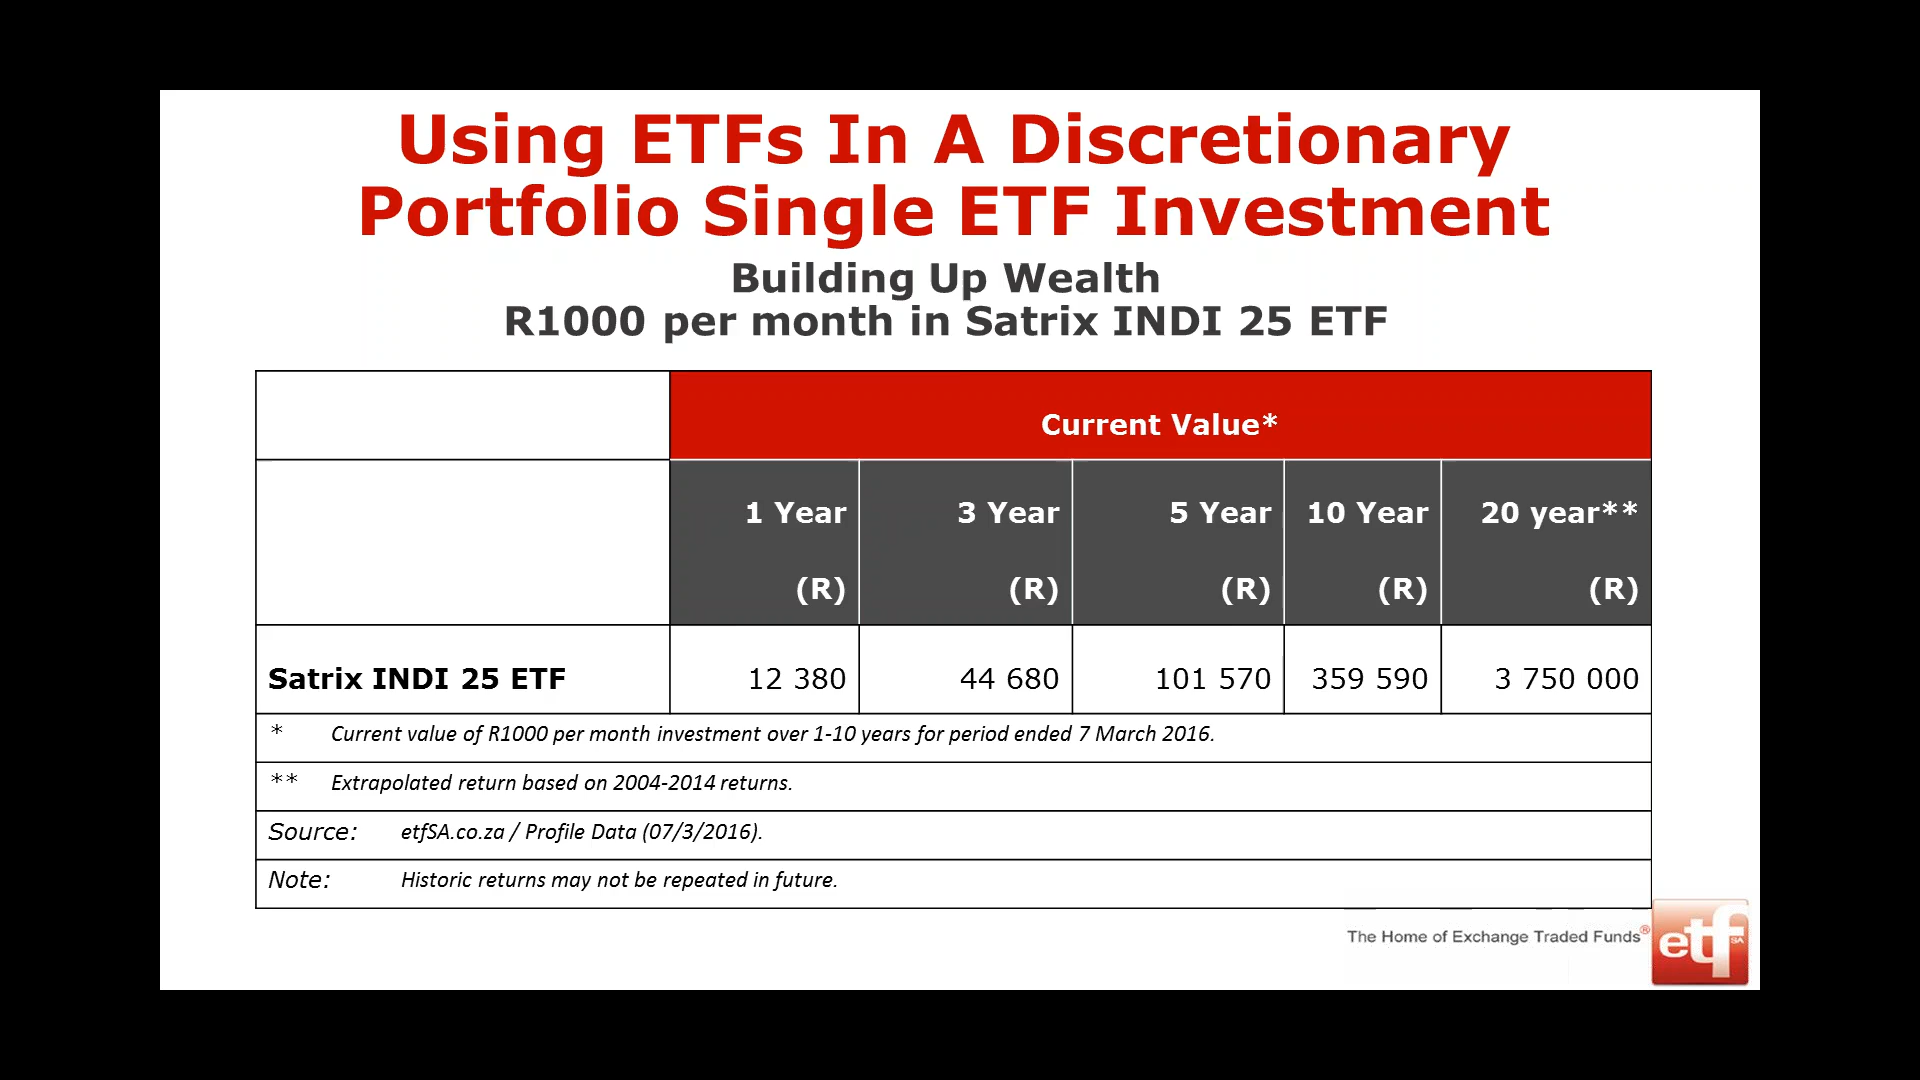 Using ETFs In A Discretionary
Portfolio Single ETF Investment
Building Up Wealth
R1000 per month in Satrix INDI 25 ETF
Current Value*
1 Year 3 Year 5 Year 10 Year 20 year**
(R) (R) (R) (R) (R)
Satrix INDI 25 ETF 12 380 44 680 101 570 359 590 3 750 000
* Current value of R1000 per month investment over 1-10 years for period ended 7 March 2016.
** Extrapolated return based on 2004-2014 returns.
Source: etfSA.co.za / Profile Data (07/3/2016).
Note: Historic returns may not be repeated in future.
The Home of Exchange Traded Funds®
etf SA